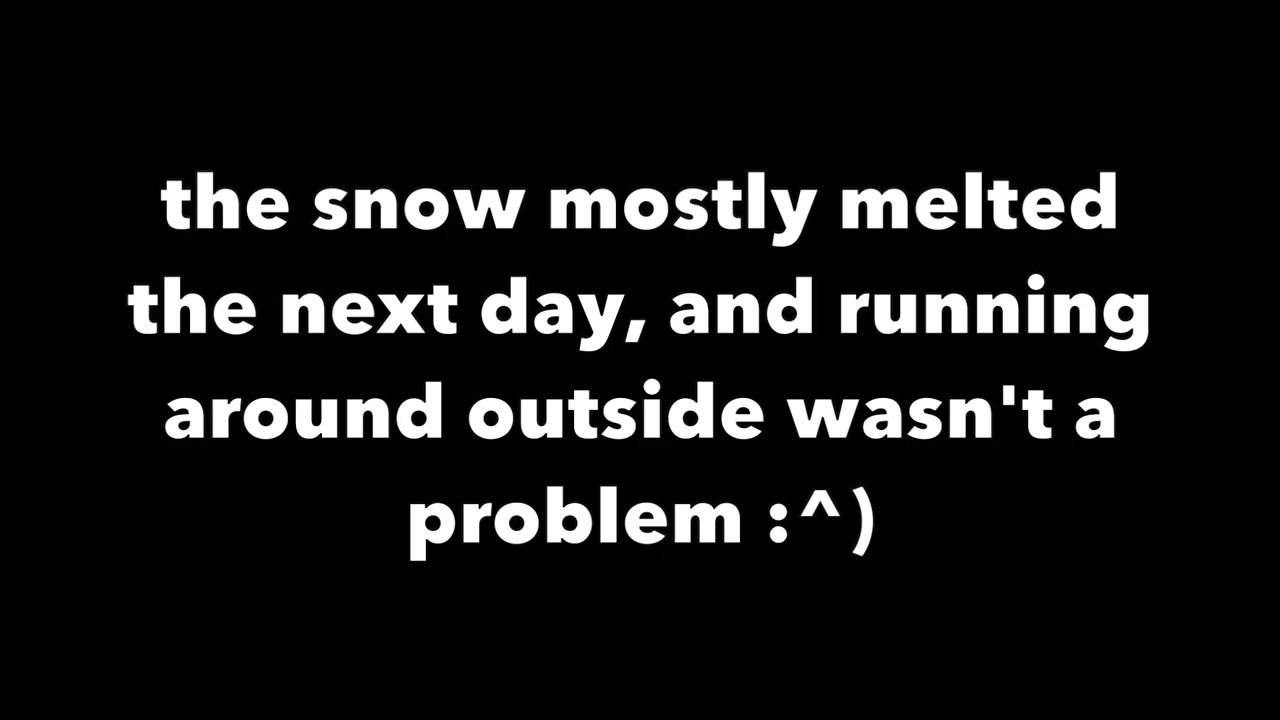 the snow mostly melted
the next day, and running
around outside wasn't a
problem :^)